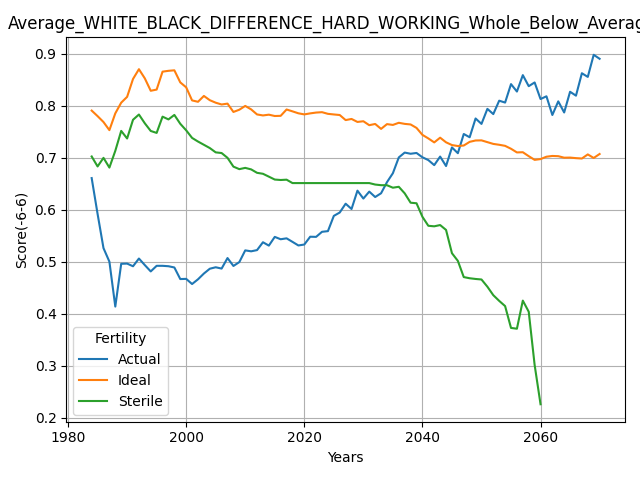 Average_WHITE_BLACK_DIFFERENCE_HARD_WORKING_Whole_Below_Averag
0.9
0.8
0.7
0.6
0.5
0.4
0.3
0.2
Score(-6-6)
Fertility
Actual
Ideal
Sterile
1980 2000 2020 2040 2060
Years